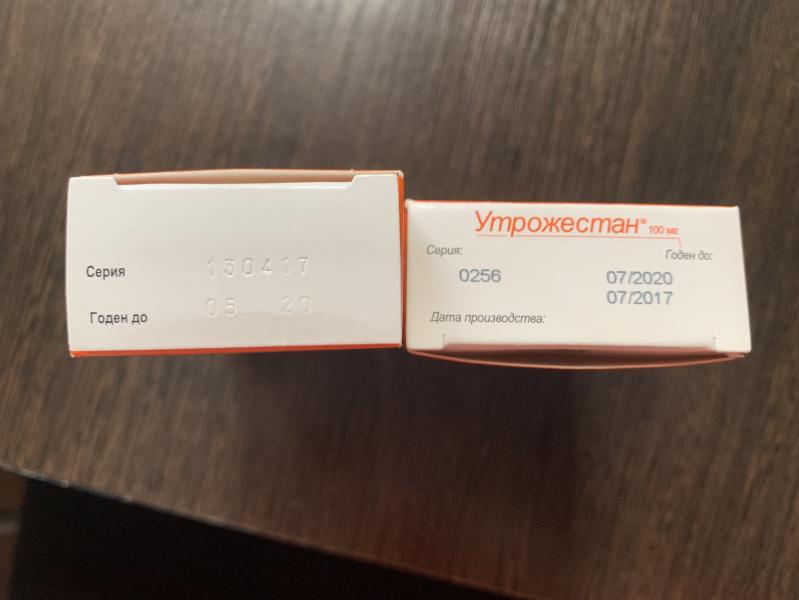 Серия 130417
Годен до 05 20
Утрожестан® 100 мг
Серия: Годен до:
0256 07/2020
07/2017
Дата производства: